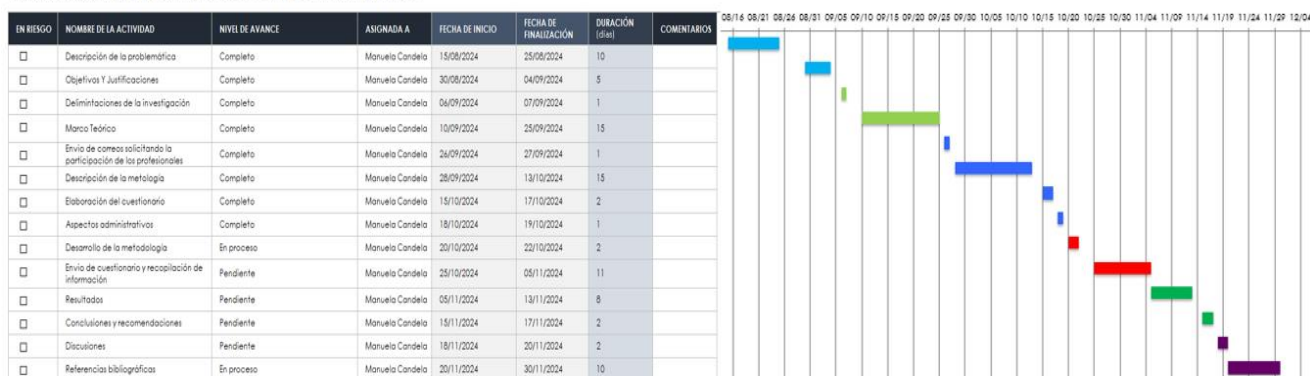 08/16 08/21 08/26 08/31 09/05 09/10 09/15 09/20 09/25 09/30 10/05 10/10 10/15 10/20 10/25 10/30 11/04 11/09 11/14 11/19 11/24 11/29 12/04
EN RIESGO NOMBRE DE LA ACTIVIDAD NIVEL DE AVANCE ASIGNADA A FECHA DE INICIO FECHA DE FINALIZACIÓN DURACIÓN (días) COMENTARIOS
Descripción de la problemática Completo Manuela Candela 15/08/2024 25/08/2024 10
Objetivos Y Justificaciones Completo Manuela Candela 30/08/2024 04/09/2024 5
Delimintaciones de la investigación Completo Manuela Candela 06/09/2024 07/09/2024 1
Marco Teórico Completo Manuela Candela 10/09/2024 25/09/2024 15
Envio de correos solicitando la
participación de los profesionales Completo Manuela Candela 26/09/2024 27/09/2024 1
Descripción de la metología Completo Manuela Candela 28/09/2024 13/10/2024 15
Elaboración del cuestionario Completo Manuela Candela 15/10/2024 17/10/2024 2
Aspectos administrativos Completo Manuela Candela 18/10/2024 19/10/2024 1
Desarrollo de la metodología En proceso Manuela Candela 20/10/2024 22/10/2024 2
Envio de cuestionario y recopilación de
información Pendiente Manuela Candela 25/10/2024 05/11/2024 11
Resultados Pendiente Manuela Candela 05/11/2024 13/11/2024 8
Conclusiones y recomendaciones Pendiente Manuela Candela 15/11/2024 17/11/2024 2
Discusiones Pendiente Manuela Candela 18/11/2024 20/11/2024 2
Referencias bibliográficas En proceso Manuela Candela 20/11/2024 30/11/2024 10